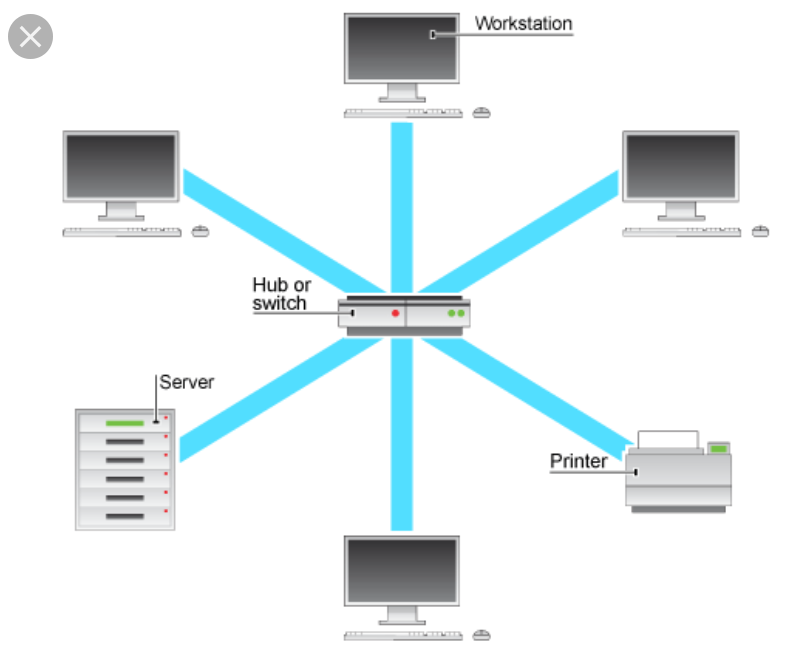 Workstation
Hub or
switch
Server
Printer